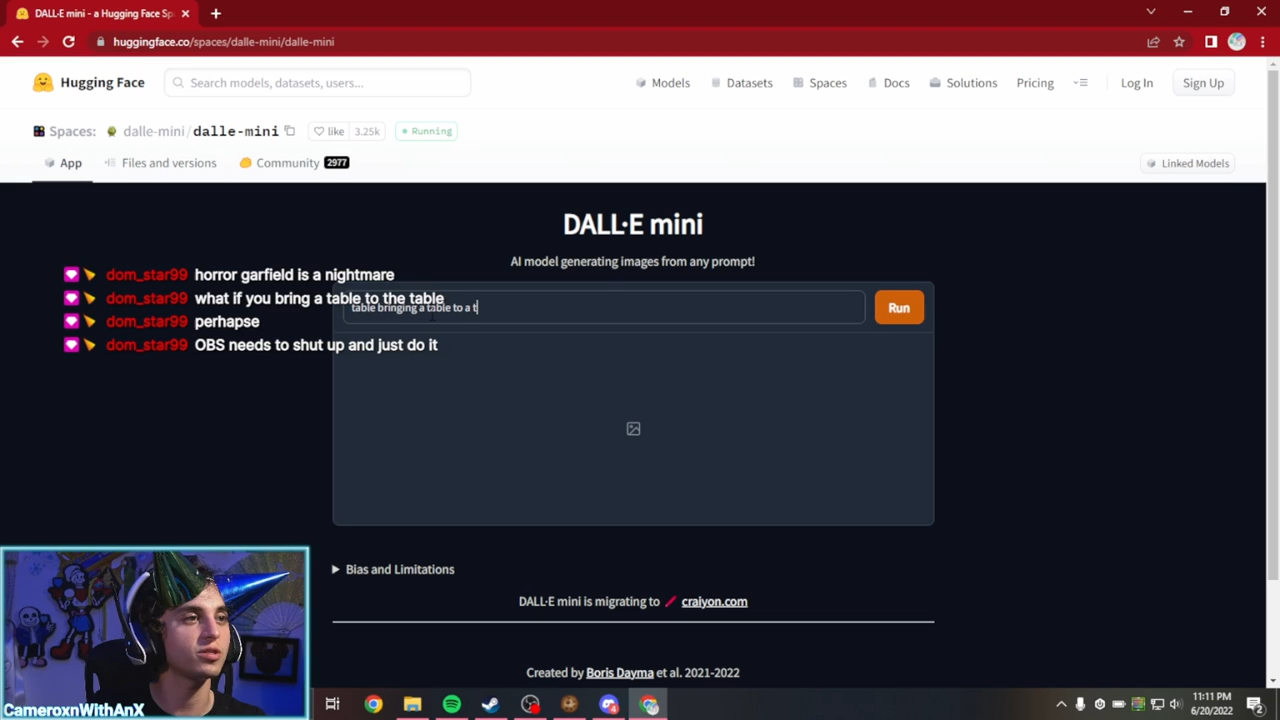 DALL·E mini - a Hugging Face Sp
huggingface.co/spaces/dalle-mini/dalle-mini
Hugging Face
Search models, datasets, users...
Models
Datasets
Spaces
Docs
Solutions
Pricing
Log In
Sign Up
Spaces:
dalle-mini/dalle-mini
like 3.25k
Running
App
Files and versions
Community 2977
Linked Models
DALL·E mini
AI model generating images from any prompt!
dom_star99 horror garfield is a nightmare
dom_star99 what if you bring a table to the table
table bringing a table to a t
Run
dom_star99 perhapse
dom_star99 OBS needs to shut up and just do it
Bias and Limitations
DALL·E mini is migrating to craiyon.com
Created by Boris Dayma et al. 2021-2022
CameroxnWithAnX
11:11 PM
6/20/2022
2